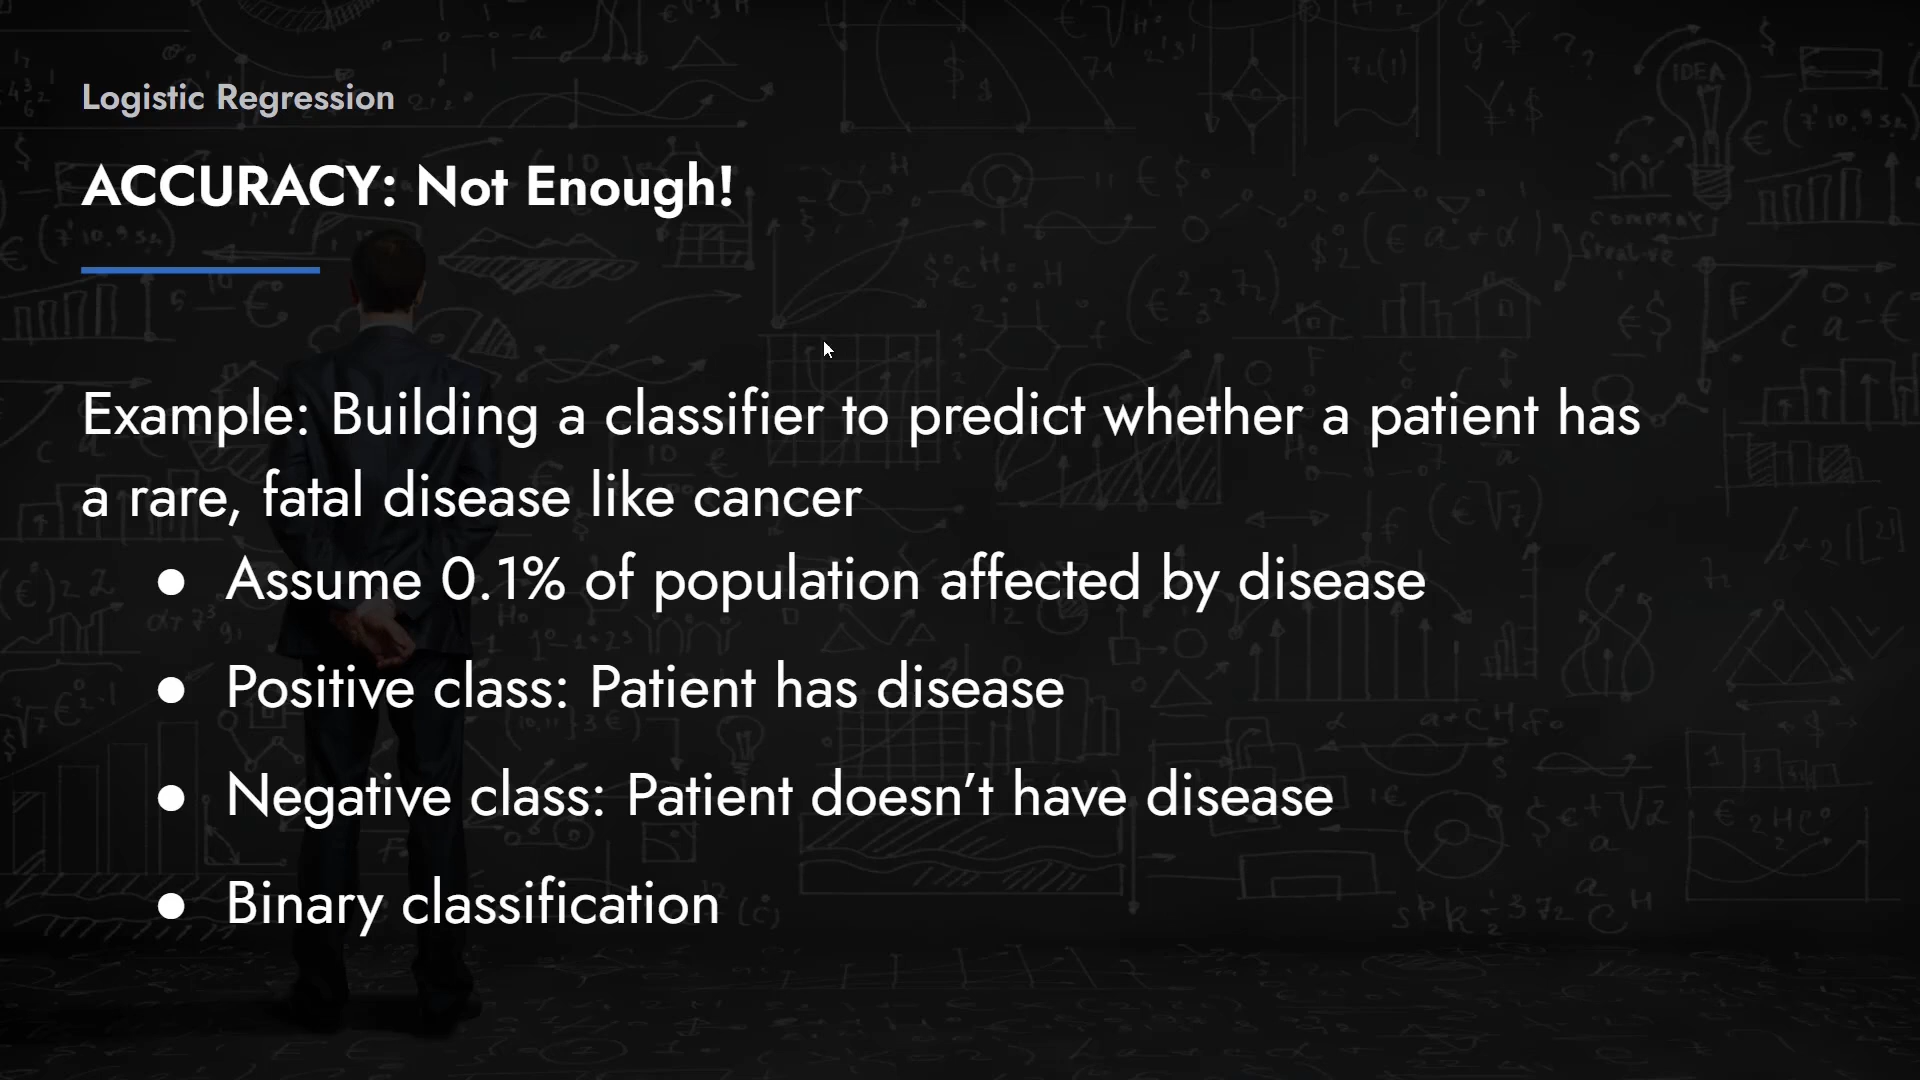 Logistic Regression
ACCURACY: Not Enough!
Example: Building a classifier to predict whether a patient has
a rare, fatal disease like cancer
● Assume 0.1% of population affected by disease
● Positive class: Patient has disease
● Negative class: Patient doesn’t have disease
● Binary classification
IDEA